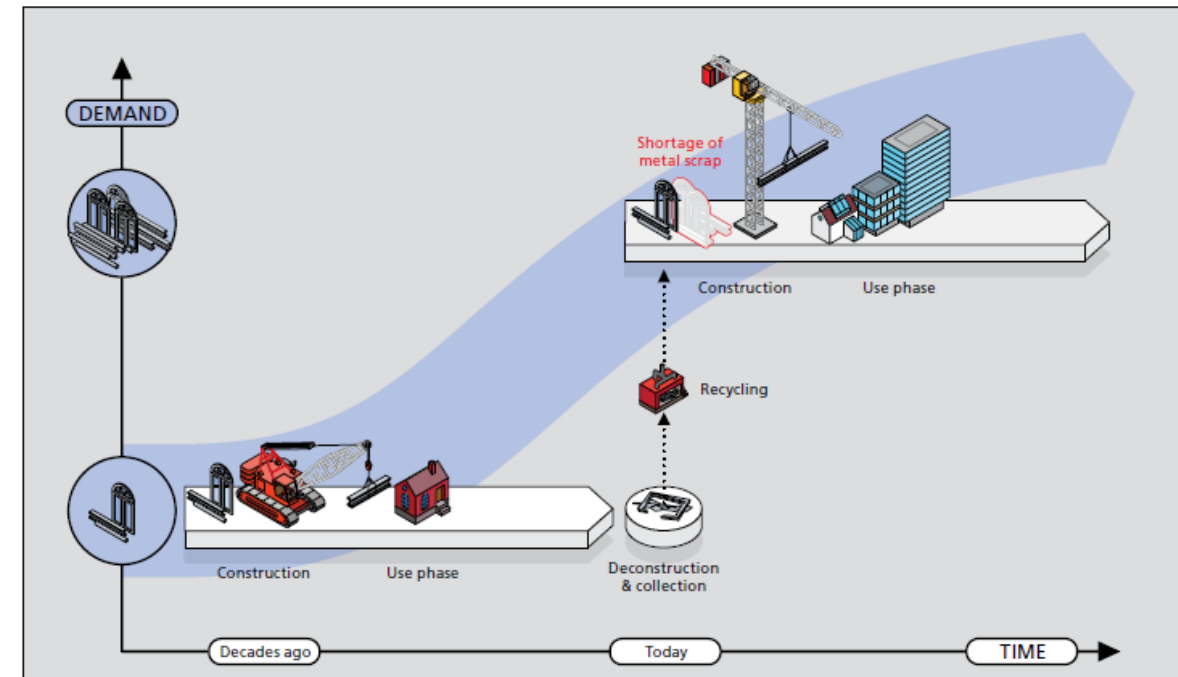 DEMAND
Shortage of
metal scrap
Construction
Use phase
Recycling
Construction
Use phase
Deconstruction
& collection
Decades ago
Today
TIME